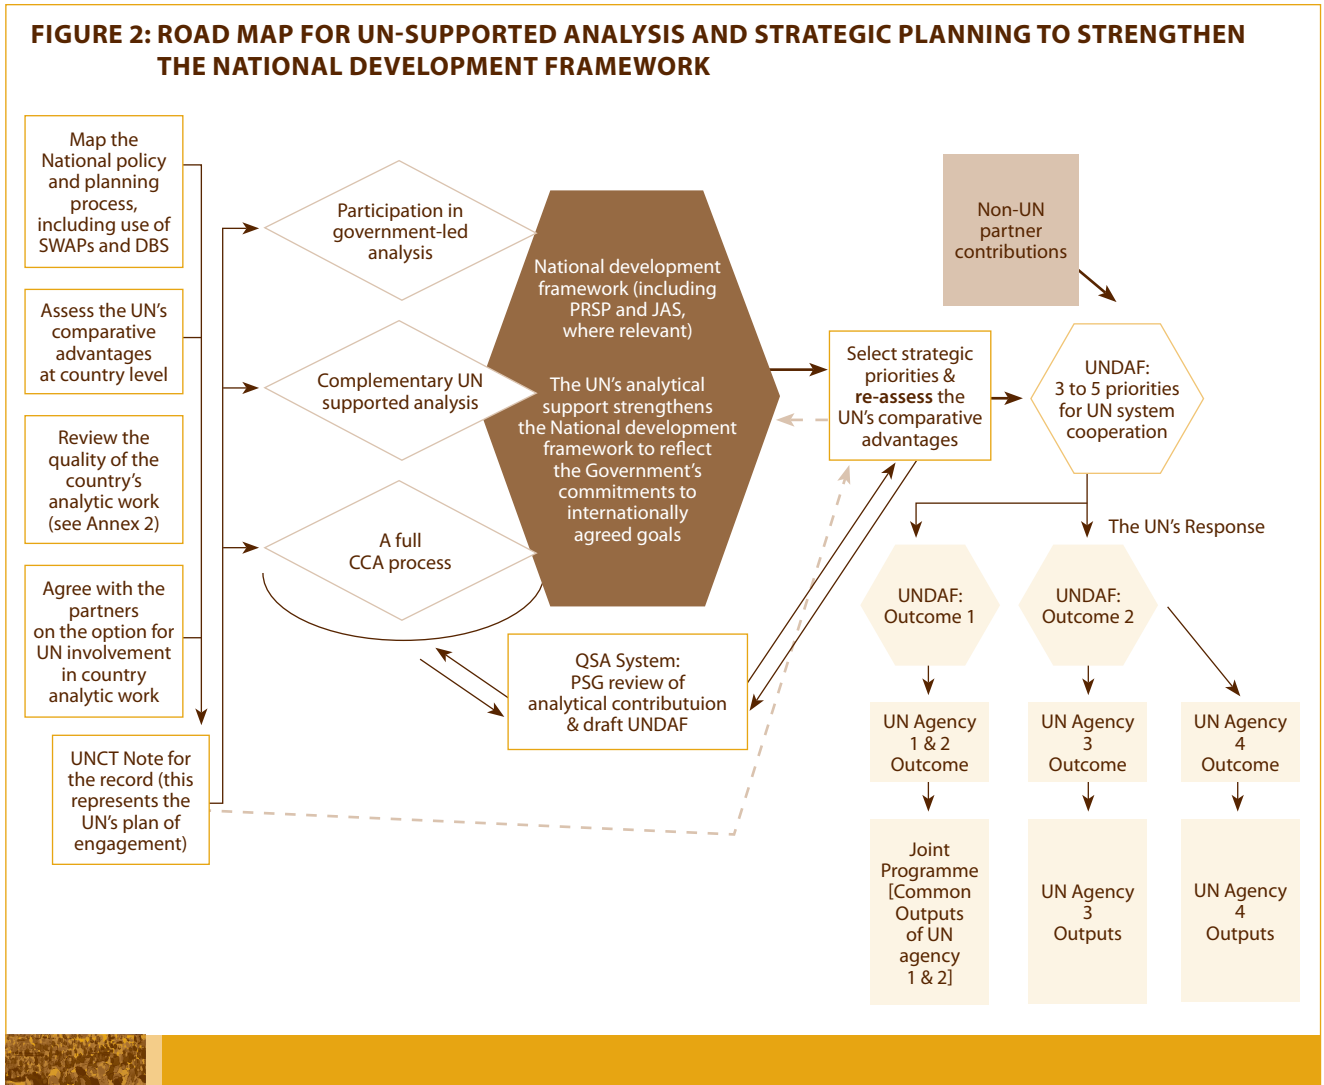 FIGURE 2: ROAD MAP FOR UN-SUPPORTED ANALYSIS AND STRATEGIC PLANNING TO STRENGTHEN
THE NATIONAL DEVELOPMENT FRAMEWORK
Map the
National policy
and planning
process,
including use of
SWAPs and DBS
Assess the UN’s
comparative
advantages
at country level
Review the
quality of the
country’s
analytic work
(see Annex 2)
Agree with the
partners
on the option for
UN involvement
in country
analytic work
UNCT Note for
the record (this
represents the
UN’s plan of
engagement)
Participation in
government-led
analysis
Complementary UN
supported analysis
A full
CCA process
National development
framework (including
PRSP and JAS,
where relevant)
The UN’s analytical
support strengthens
the National development
framework to reflect
the Government’s
commitments to
internationally
agreed goals
QSA System:
PSG review of
analytical contributuion
& draft UNDAF
Select strategic
priorities &
re-assess the
UN’s comparative
advantages
Non-UN
partner
contributions
UNDAF:
3 to 5 priorities
for UN system
cooperation
The UN’s Response
UNDAF:
Outcome 1
UNDAF:
Outcome 2
UN Agency
1 & 2
Outcome
UN Agency
3
Outcome
UN Agency
4
Outcome
Joint
Programme
[Common
Outputs
of UN
agency
1 & 2]
UN Agency
3
Outputs
UN Agency
4
Outputs